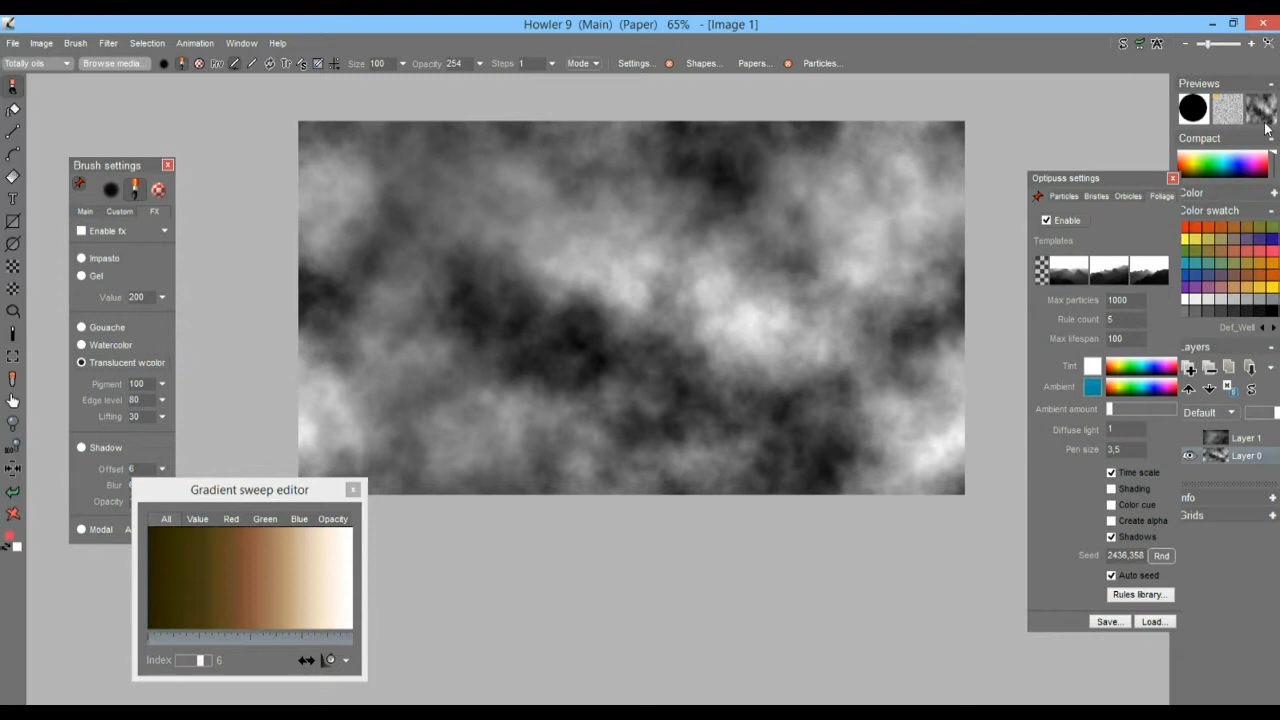 Howler 9 (Main) (Paper) 65% - [Image 1]
File Image Brush Filter Selection Animation Window Help
Totally oils Browse media... Pro Tr Size 100 Opacity 254 Steps 1 Mode Settings... Shapes... Papers... Particles...
Previews
Compact
Color
Color swatch
Def_Well
Layers
Default
Layer 1
Layer 0
Info
Grids
Brush settings
Main Custom FX
Enable fx
Impasto
Gel
Value 200
Gouache
Watercolor
Translucent wcolor
Pigment 100
Edge level 80
Lifting 30
Shadow
Offset 6
Blur
Opacity
Modal
Gradient sweep editor
All Value Red Green Blue Opacity
Index 6
Optipuss settings
Particles Bristles Orbicles Foliage
Enable
Templates
Max particles 1000
Rule count 5
Max lifespan 100
Tint
Ambient
Ambient amount
Diffuse light 1
Pen size 3,5
Time scale
Shading
Color cue
Create alpha
Shadows
Seed 2436,358 Rnd
Auto seed
Rules library...
Save... Load...